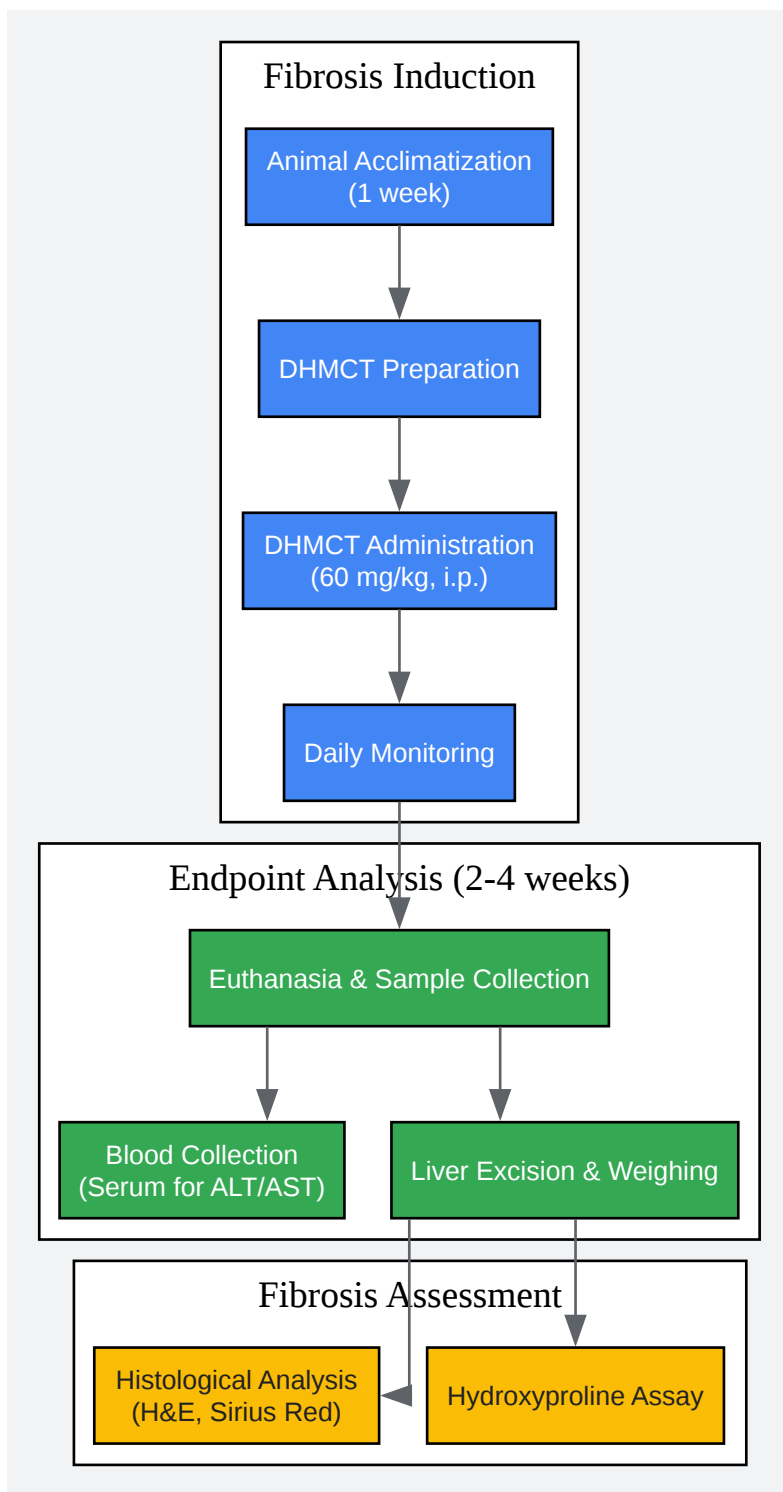 Fibrosis Induction
Animal Acclimatization
(1 week)
DHMCT Preparation
DHMCT Administration
(60 mg/kg, i.p.)
Daily Monitoring
Endpoint Analysis (2-4 weeks)
Euthanasia & Sample Collection
Blood Collection
(Serum for ALT/AST)
Liver Excision & Weighing
Fibrosis Assessment
Histological Analysis
(H&E, Sirius Red)
Hydroxyproline Assay